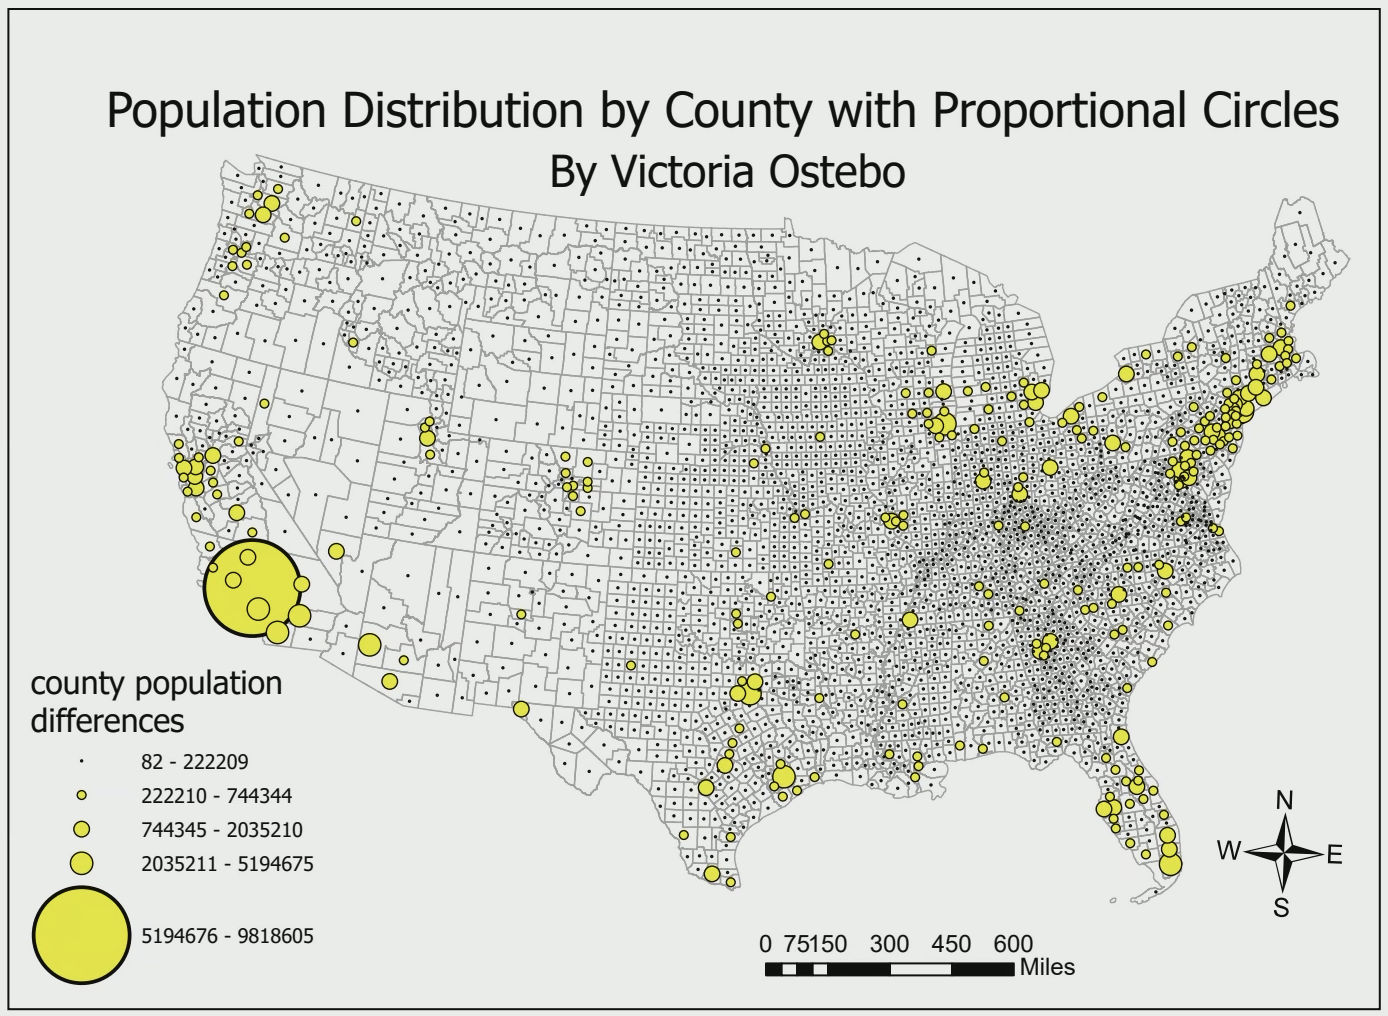 Population Distribution by County with Proportional Circles
By Victoria Ostebo
county population
differences
82 - 222209
222210 - 744344
744345 - 2035210
2035211 - 5194675
5194676 - 9818605
N
W E
S
0 75150 300 450 600
Miles